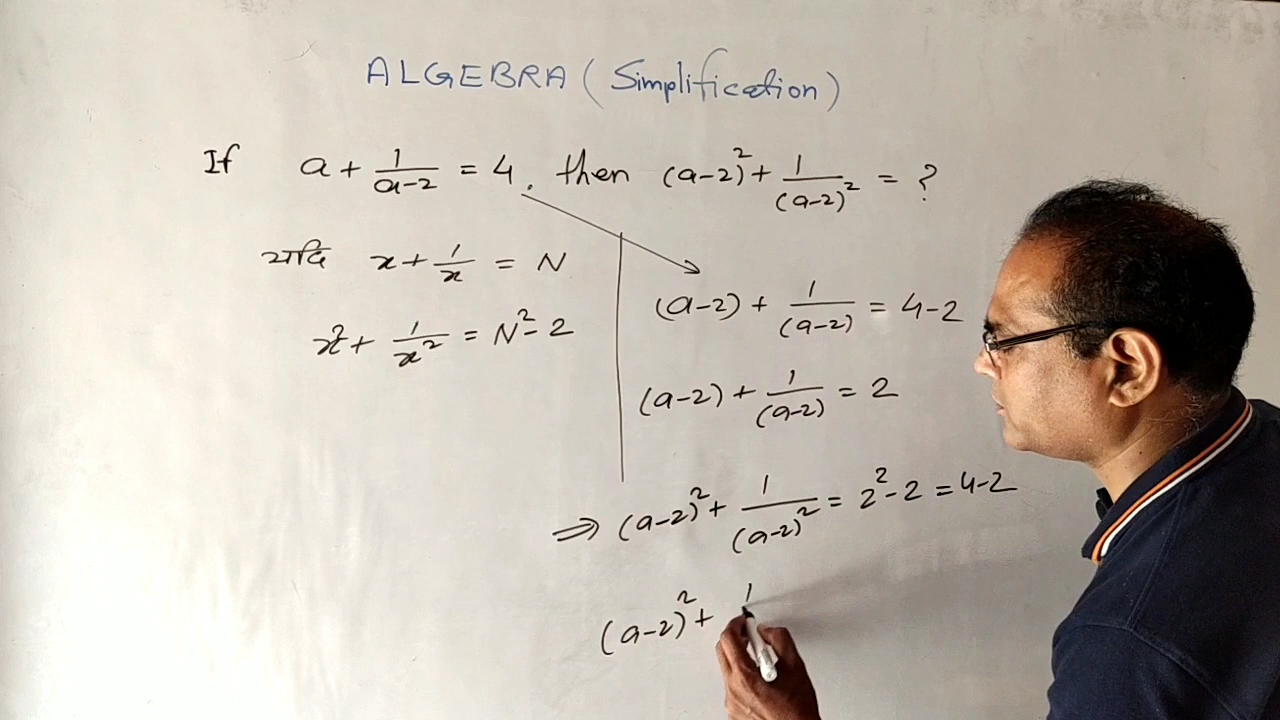 ALGEBRA (Simplification)
If a + 1/(a-2) = 4. then (a-2)² + 1/(a-2)² = ?
यदि x + 1/x = N
x² + 1/x² = N² - 2
(a-2) + 1/(a-2) = 4-2
(a-2) + 1/(a-2) = 2
⇒ (a-2)² + 1/(a-2)² = 2² - 2 = 4-2
(a-2)² + 1